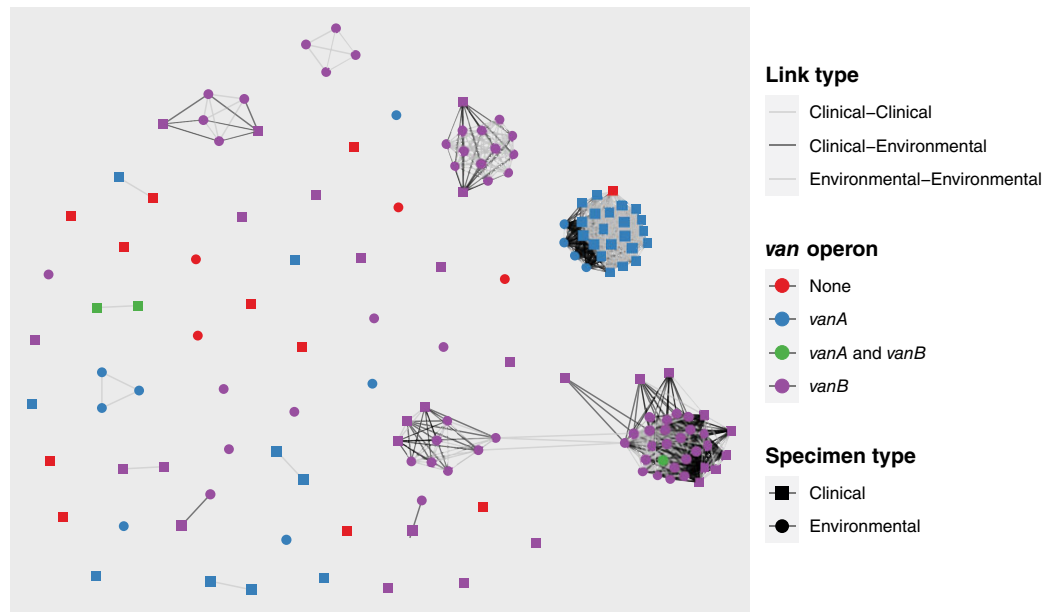 Link type
Clinical–Clinical
Clinical–Environmental
Environmental–Environmental
van operon
None
vanA
vanA and vanB
vanB
Specimen type
Clinical
Environmental